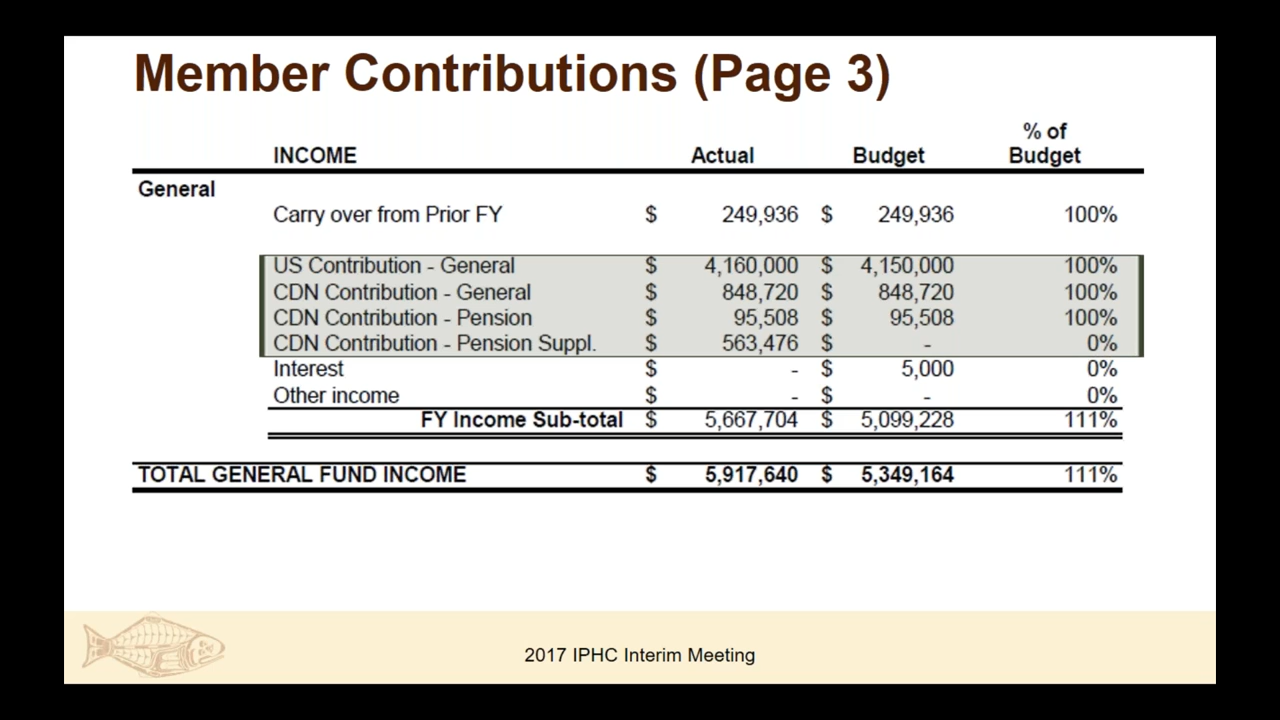 Member Contributions (Page 3)
% of
INCOME Actual Budget Budget
General
Carry over from Prior FY $ 249,936 $ 249,936 100%
US Contribution - General $ 4,160,000 $ 4,150,000 100%
CDN Contribution - General $ 848,720 $ 848,720 100%
CDN Contribution - Pension $ 95,508 $ 95,508 100%
CDN Contribution - Pension Suppl. $ 563,476 $ - 0%
Interest $ - $ 5,000 0%
Other income $ - $ - 0%
FY Income Sub-total $ 5,667,704 $ 5,099,228 111%
TOTAL GENERAL FUND INCOME $ 5,917,640 $ 5,349,164 111%
2017 IPHC Interim Meeting